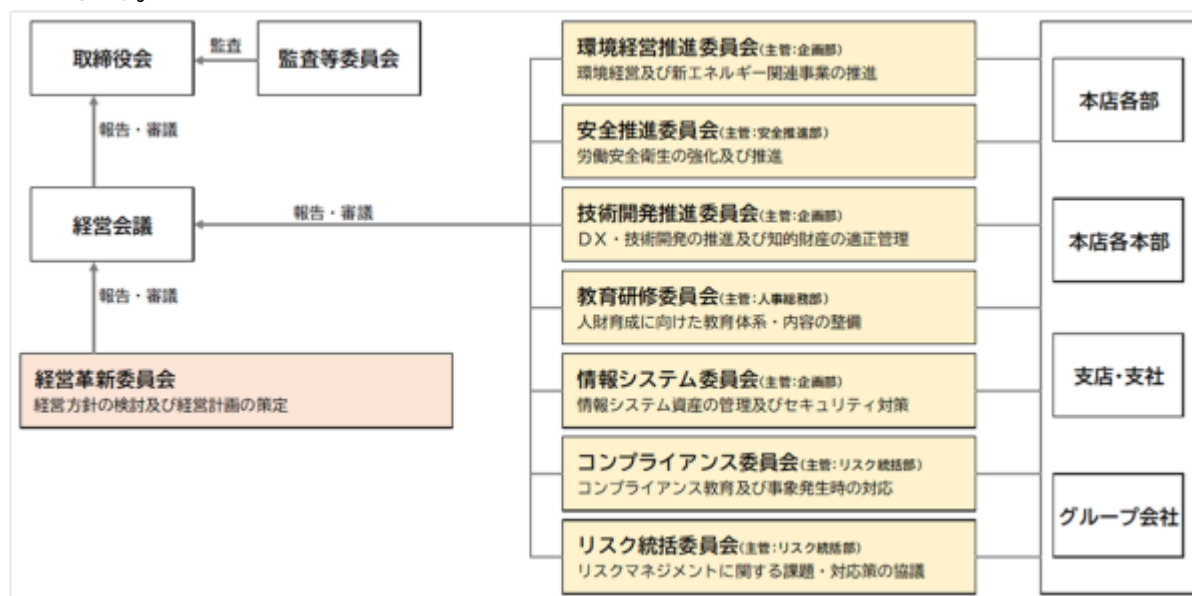 取締役会
監査
監査等委員会
報告・審議
経営会議
報告・審議
報告・審議
経営革新委員会
経営方針の検討及び経営計画の策定
環境経営推進委員会(主管:企画部)
環境経営及び新エネルギー関連事業の推進
安全推進委員会(主管:安全推進部)
労働安全衛生の強化及び推進
技術開発推進委員会(主管:企画部)
DX・技術開発の推進及び知的財産の適正管理
教育研修委員会(主管:人事総務部)
人財育成に向けた教育体系・内容の整備
情報システム委員会(主管:企画部)
情報システム資産の管理及びセキュリティ対策
コンプライアンス委員会(主管:リスク統括部)
コンプライアンス教育及び事象発生時の対応
リスク統括委員会(主管:リスク統括部)
リスクマネジメントに関する課題・対応策の協議
本店各部
本店各本部
支店・支社
グループ会社